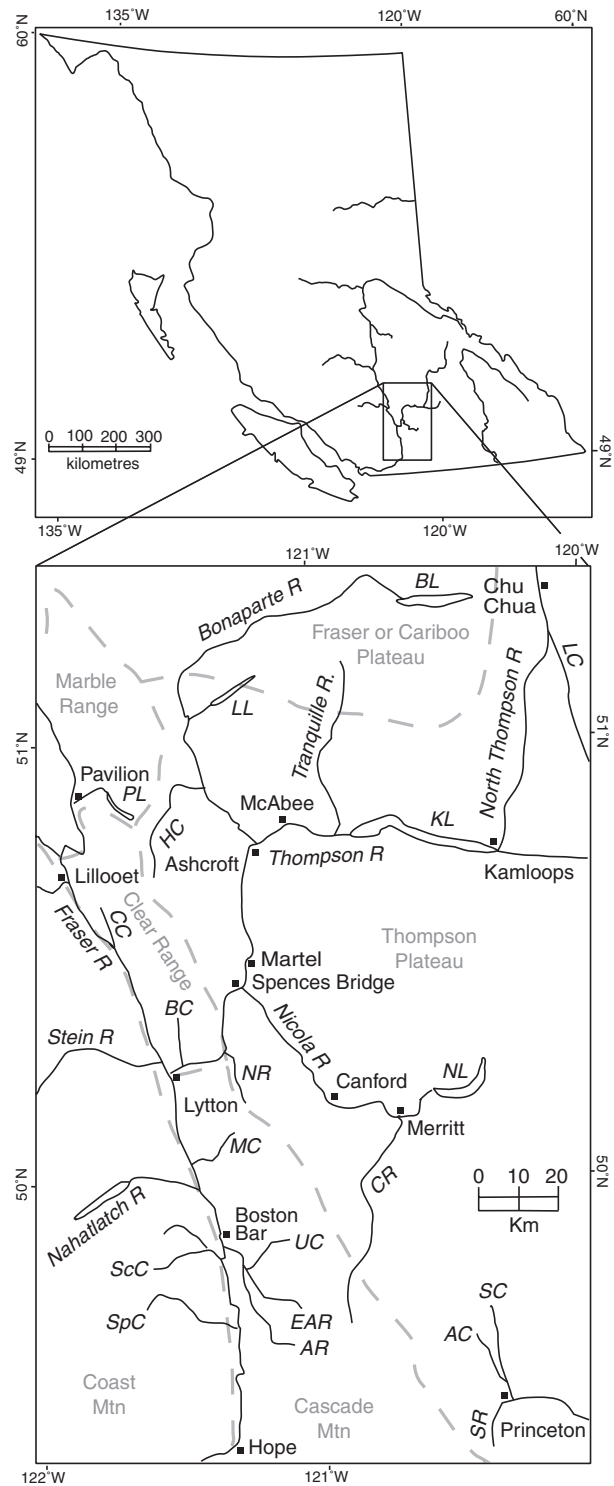 135°W
120°W
60°N
60°N
0 100 200 300
kilometres
49°N
49°N
135°W
120°W
121°W
120°W
BL
Chu
Chua
Bonaparte R
Fraser or Cariboo
Plateau
LC
Marble
Range
LL
Tranquille R.
North Thompson R
51°N
51°N
Pavilion
PL
McAbee
KL
HC
Ashcroft
Thompson R
Kamloops
Lillooet
Clear Range
CC
Fraser R
Thompson
Plateau
Martel
Spences Bridge
BC
Nicola R
Stein R
NR
Canford
NL
Lytton
Merritt
MC
CR
50°N
50°N
0 10 20
Km
Nahatlatch R
Boston
Bar
UC
ScC
SC
EAR
SpC
AC
AR
Coast
Mtn
Cascade
Mtn
SR
Princeton
Hope
122°W
121°W